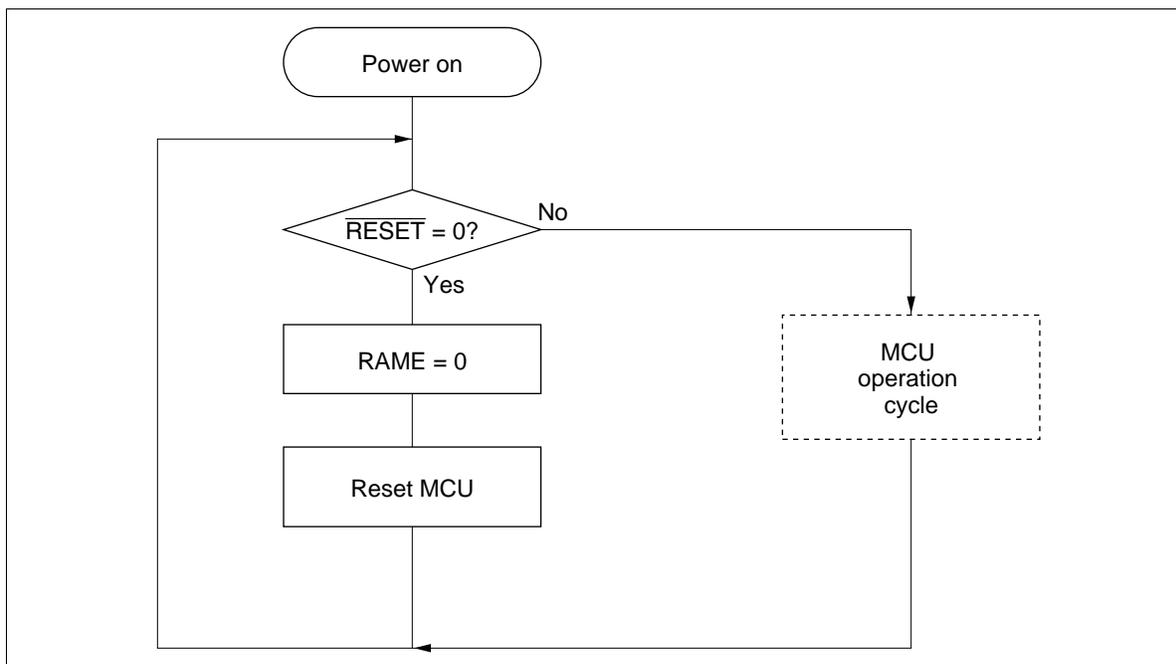 Power on
RESET = 0?
No
Yes
RAME = 0
MCU
operation
cycle
Reset MCU